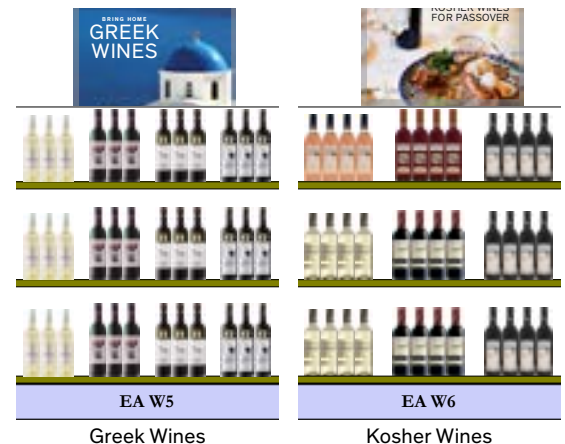 BRING HOME
GREEK
WINES
KOSHER WINES
FOR PASSOVER
EA W5
EA W6
Greek Wines
Kosher Wines